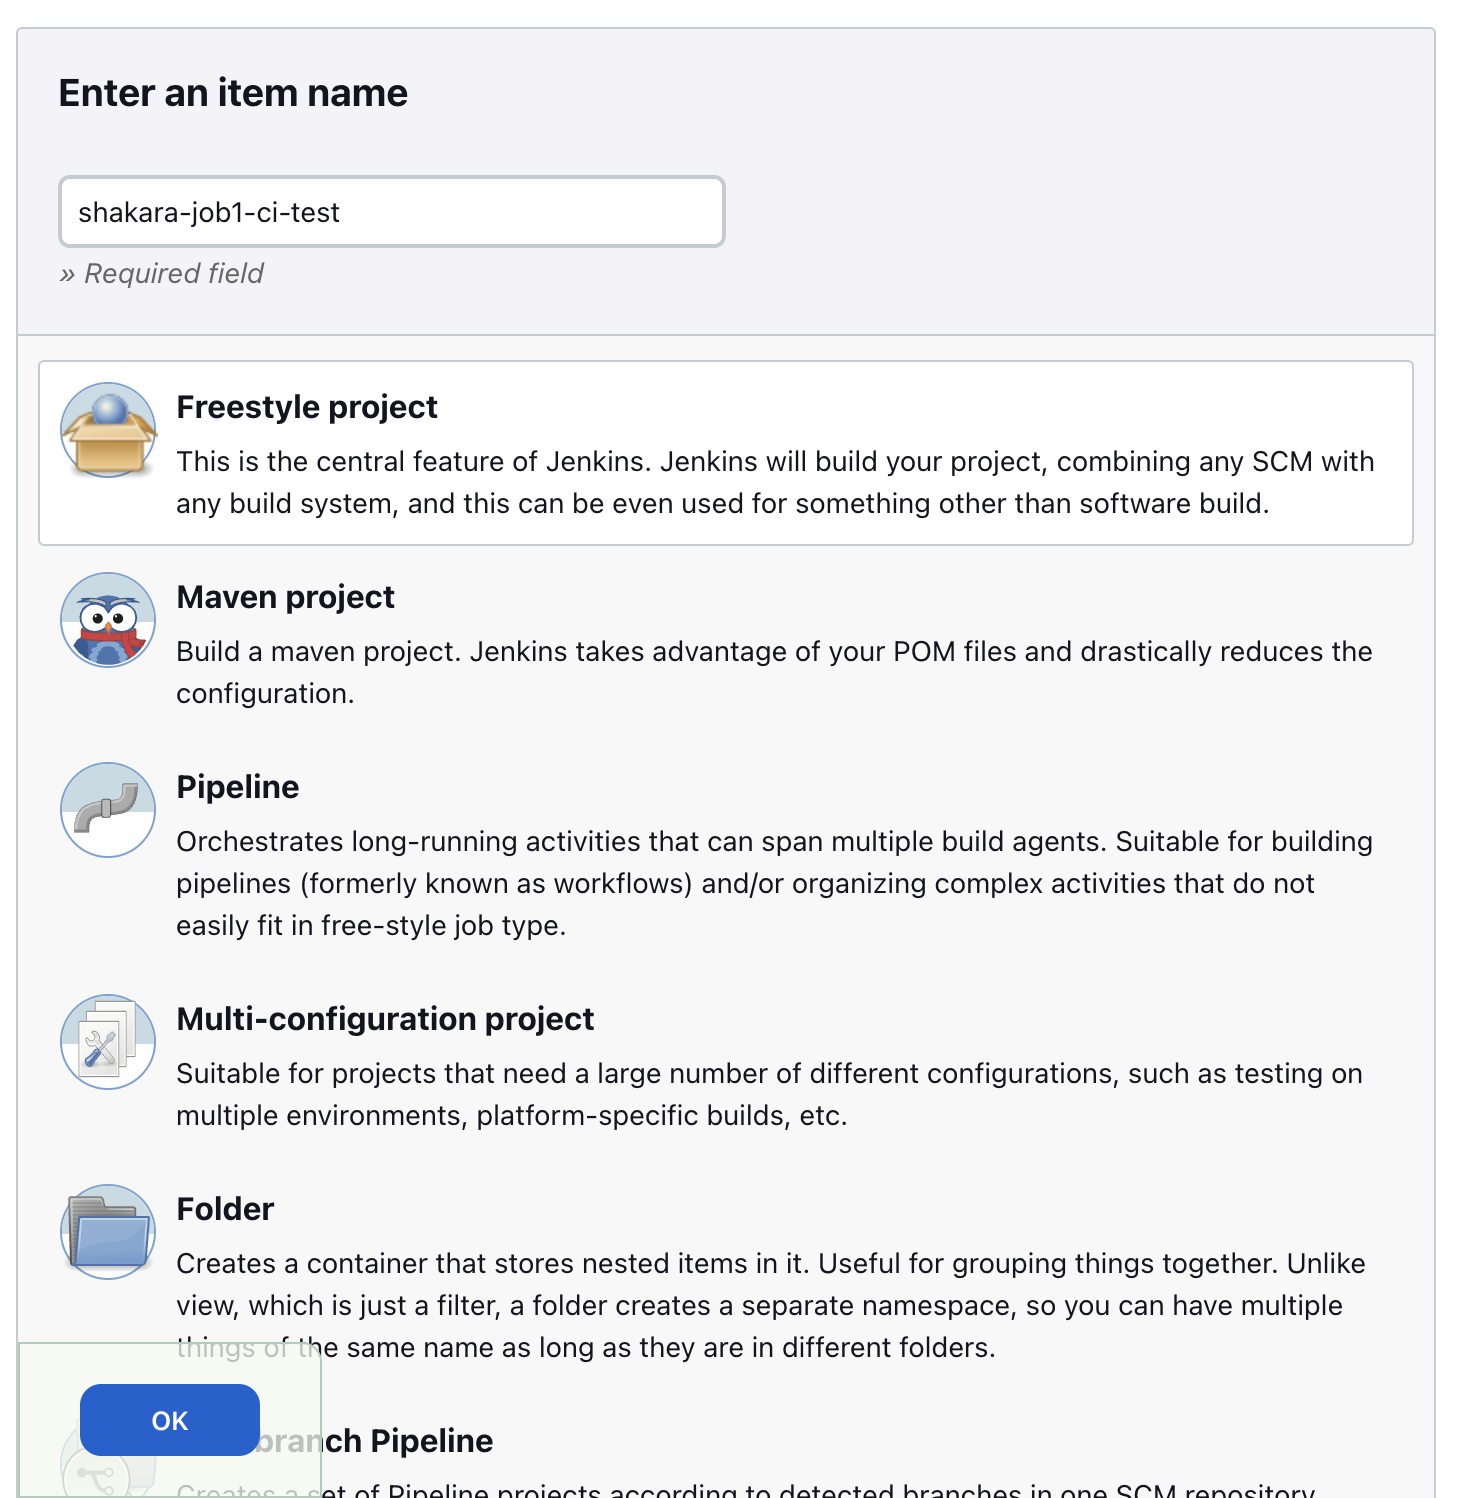 Enter an item name
shakara-job1-ci-test
» Required field
Freestyle project
This is the central feature of Jenkins. Jenkins will build your project, combining any SCM with
any build system, and this can be even used for something other than software build.
Maven project
Build a maven project. Jenkins takes advantage of your POM files and drastically reduces the
configuration.
Pipeline
Orchestrates long-running activities that can span multiple build agents. Suitable for building
pipelines (formerly known as workflows) and/or organizing complex activities that do not
easily fit in free-style job type.
Multi-configuration project
Suitable for projects that need a large number of different configurations, such as testing on
multiple environments, platform-specific builds, etc.
Folder
Creates a container that stores nested items in it. Useful for grouping things together. Unlike
view, which is just a filter, a folder creates a separate namespace, so you can have multiple
things of the same name as long as they are in different folders.
OK
branch Pipeline
Creates a set of Pipeline projects according to detected branches in one SCM repository.